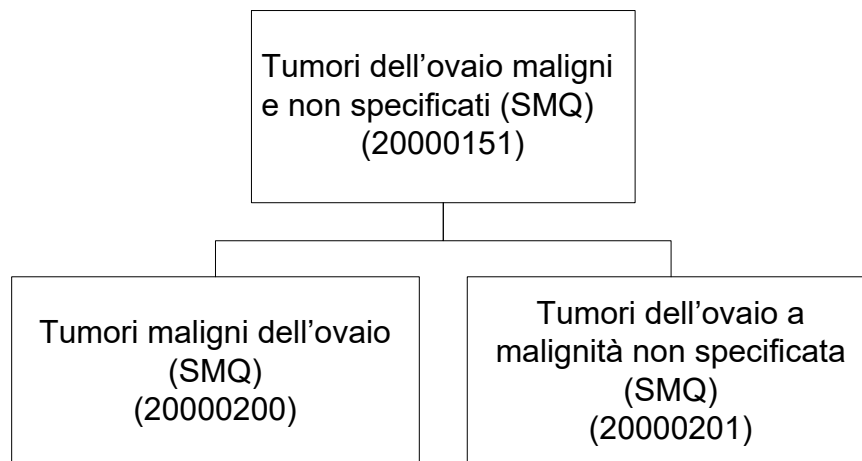 Tumori dell’ovaio maligni
e non specificati (SMQ)
(20000151)
Tumori maligni dell’ovaio
(SMQ)
(20000200)
Tumori dell’ovaio a
malignità non specificata
(SMQ)
(20000201)